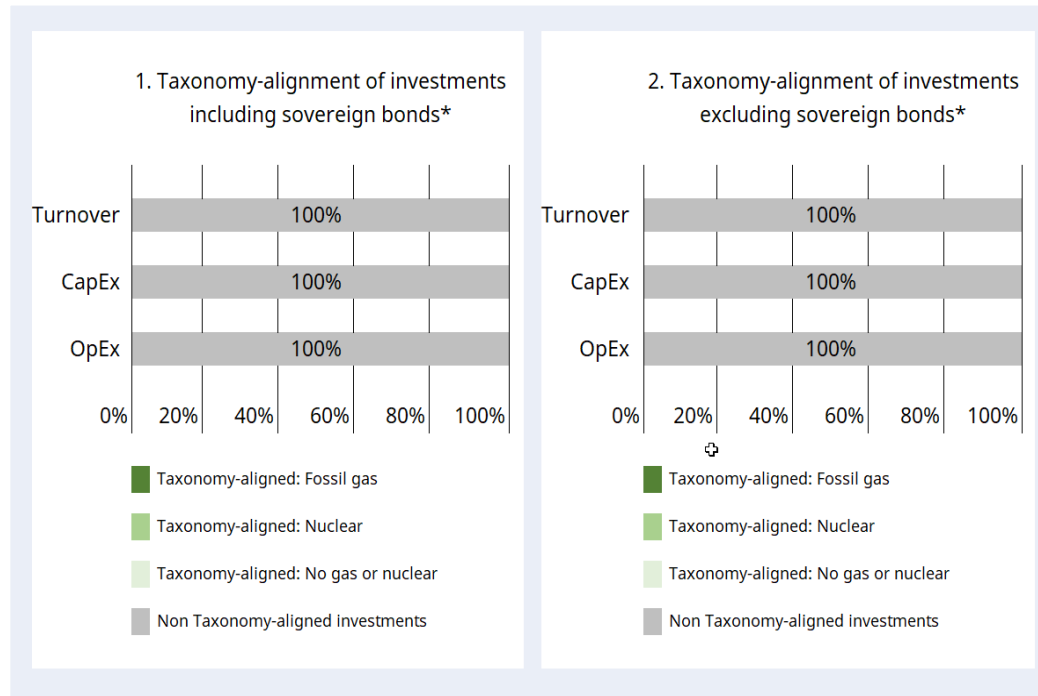 1. Taxonomy-alignment of investments
including sovereign bonds*
Turnover
100%
CapEx
100%
OpEx
100%
0% 20% 40% 60% 80% 100%
Taxonomy-aligned: Fossil gas
Taxonomy-aligned: Nuclear
Taxonomy-aligned: No gas or nuclear
Non Taxonomy-aligned investments
2. Taxonomy-alignment of investments
excluding sovereign bonds*
Turnover
100%
CapEx
100%
OpEx
100%
0% 20% 40% 60% 80% 100%
Taxonomy-aligned: Fossil gas
Taxonomy-aligned: Nuclear
Taxonomy-aligned: No gas or nuclear
Non Taxonomy-aligned investments